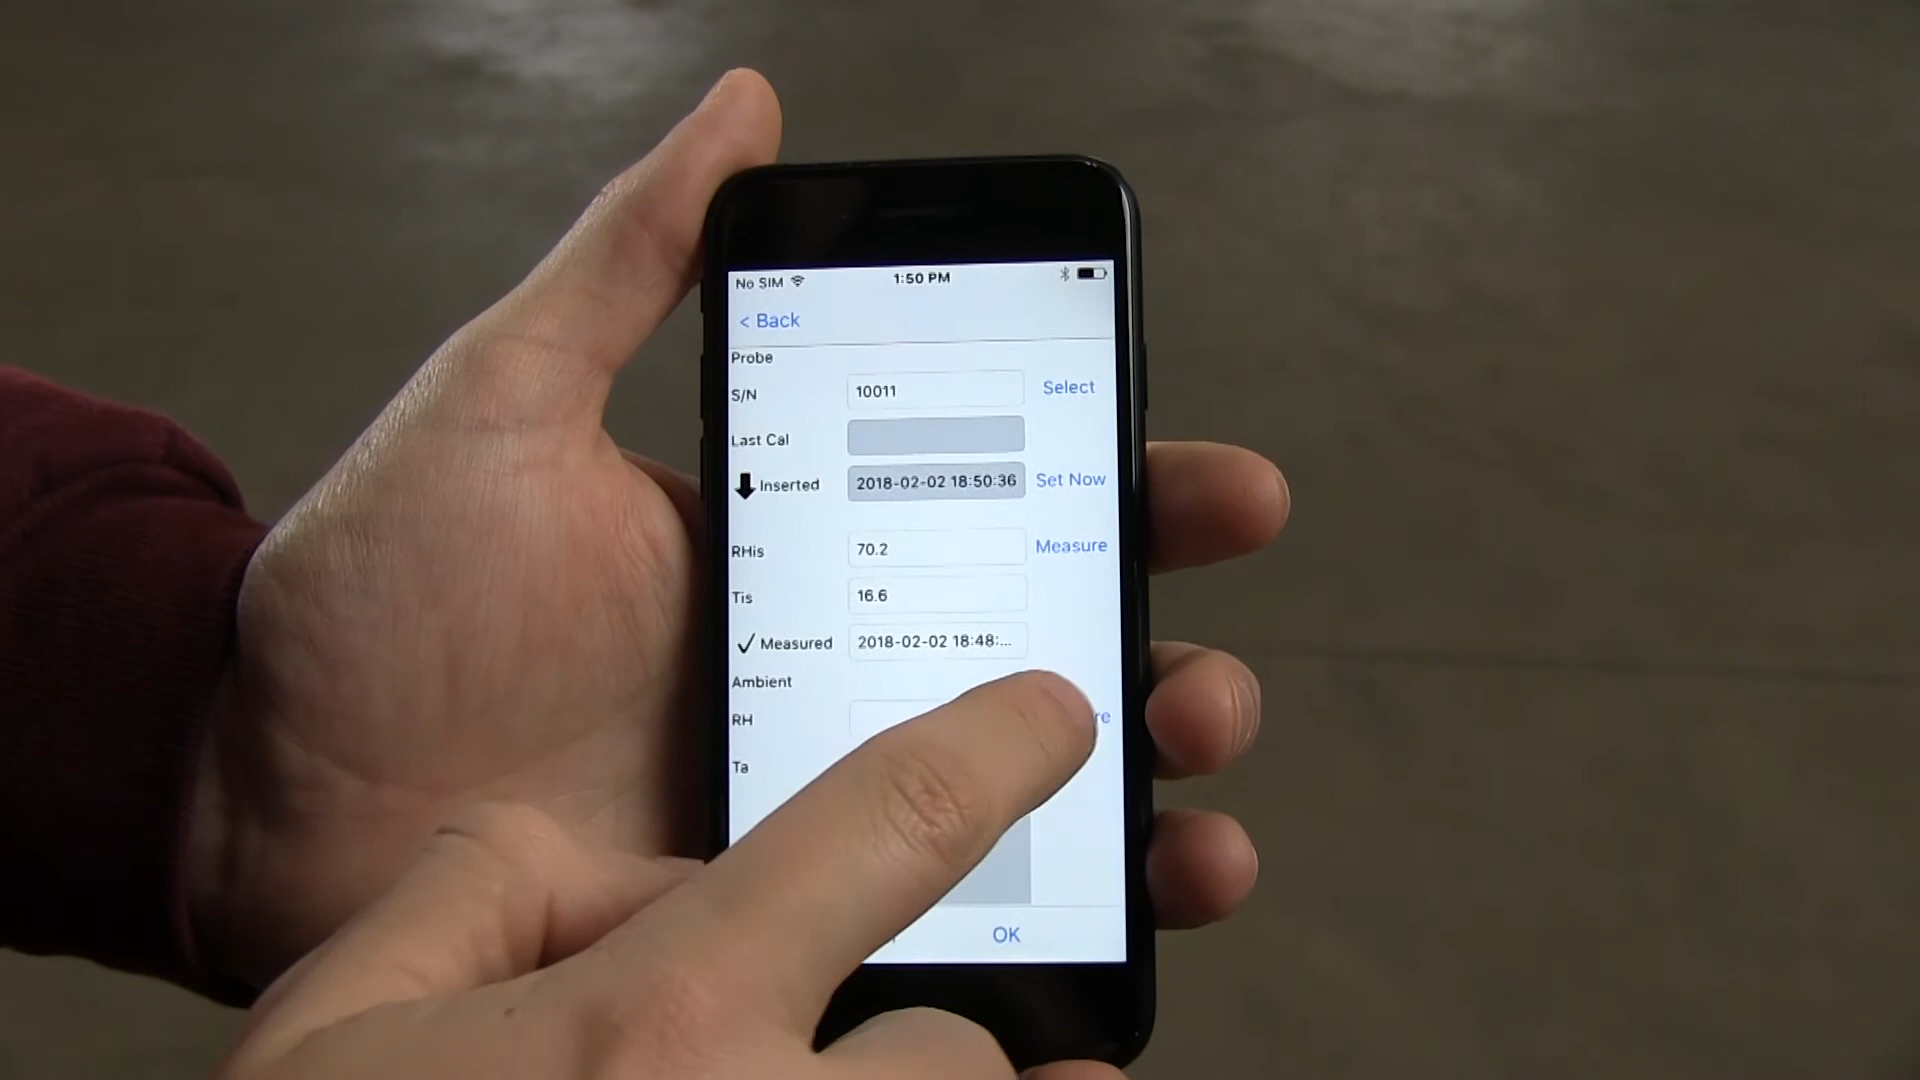 No SIM 1:50 PM
< Back
Probe
S/N 10011 Select
Last Cal
Inserted 2018-02-02 18:50:36 Set Now
RHis 70.2 Measure
Tis 16.6
Measured 2018-02-02 18:48:...
Ambient
RH
Ta
OK